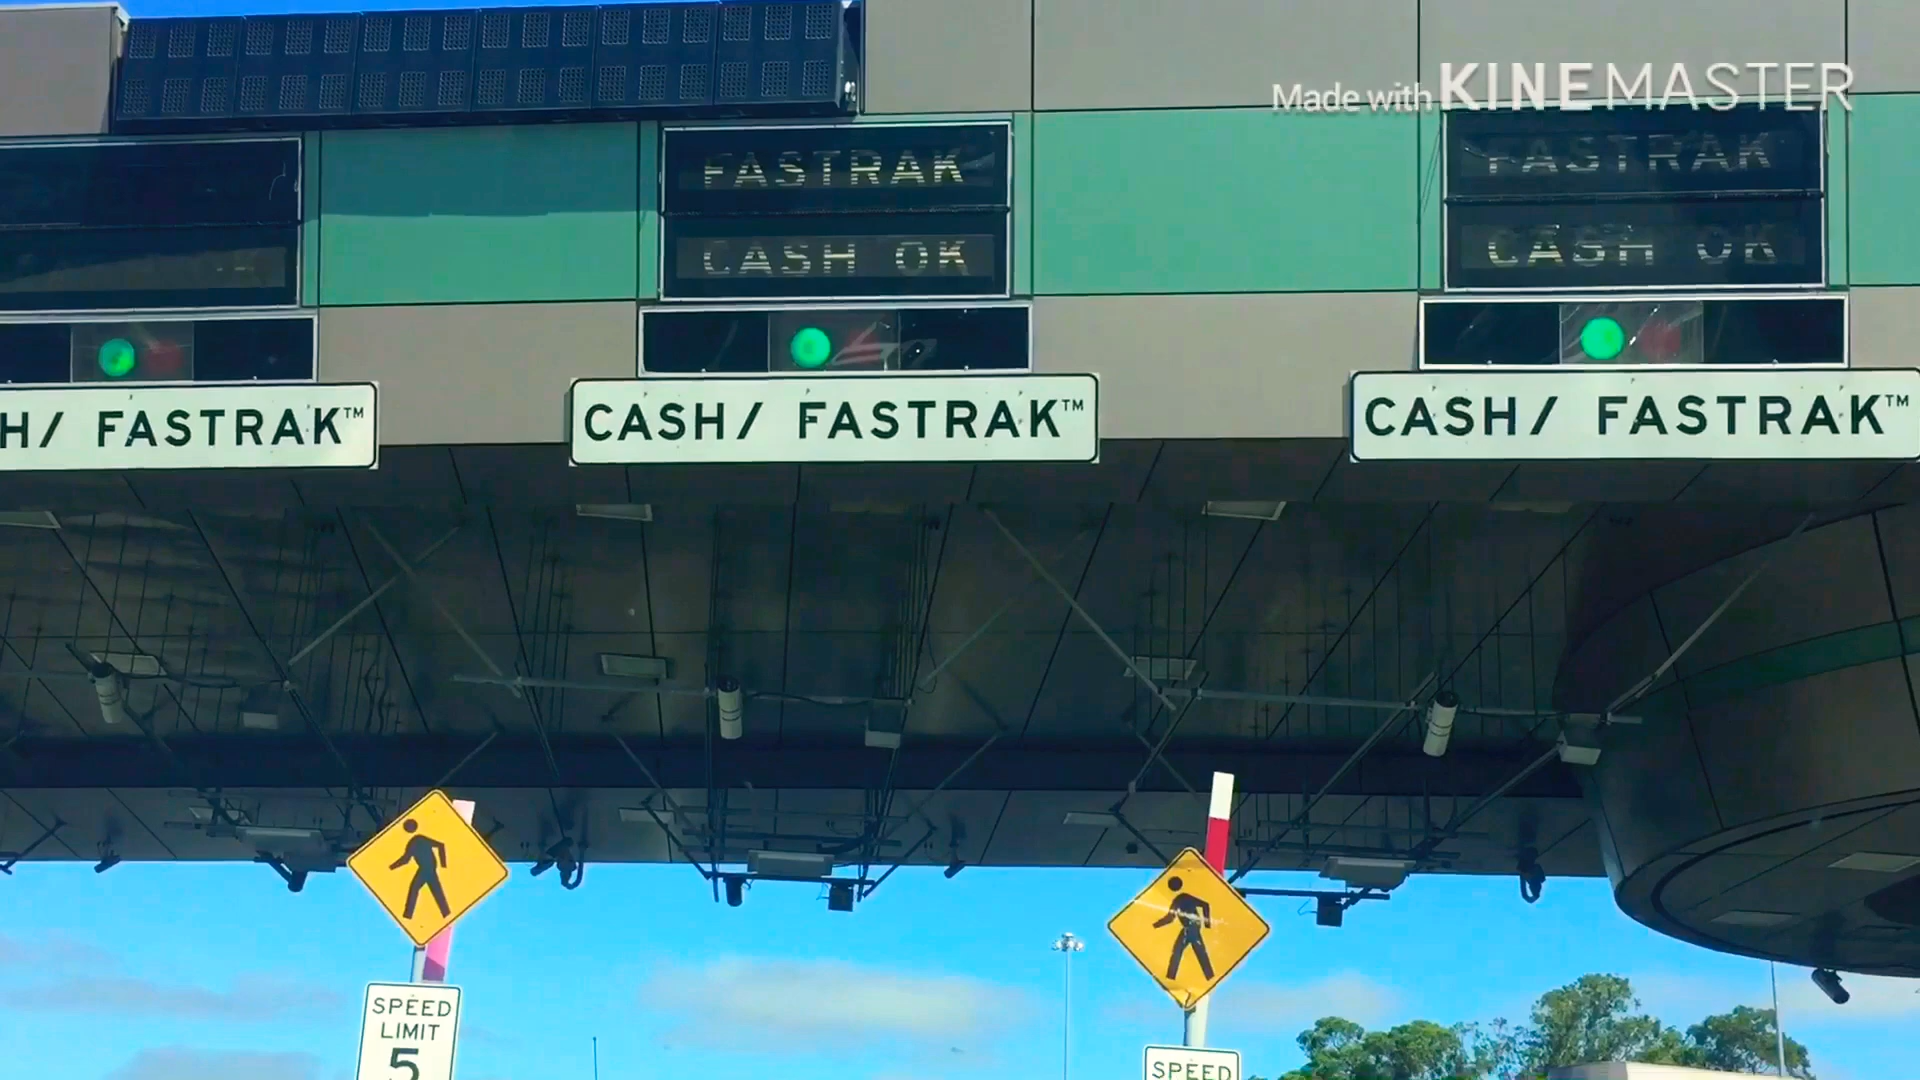 Made with KINEMASTER
FASTRAK
CASH OK
FASTRAK
CASH OK
H/ FASTRAK™
CASH/ FASTRAK™
CASH/ FASTRAK™
SPEED
LIMIT
5
SPEED